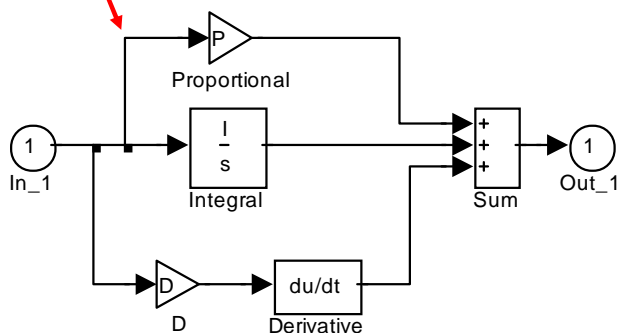 P
Proportional
1
In_1
I
s
Integral
+
+
+
Sum
1
Out_1
D
D
du/dt
Derivative